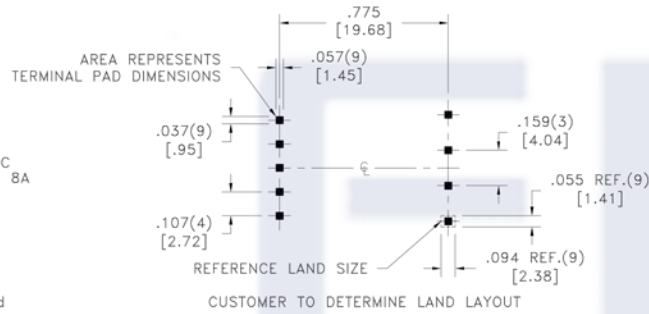 .775
[19.68]
AREA REPRESENTS
TERMINAL PAD DIMENSIONS
.057(9)
[1.45]
.037(9)
[.95]
.159(3)
[4.04]
C
8A
℄
.055 REF.(9)
[1.41]
.107(4)
[2.72]
.094 REF.(9)
[2.38]
REFERENCE LAND SIZE
d
CUSTOMER TO DETERMINE LAND LAYOUT